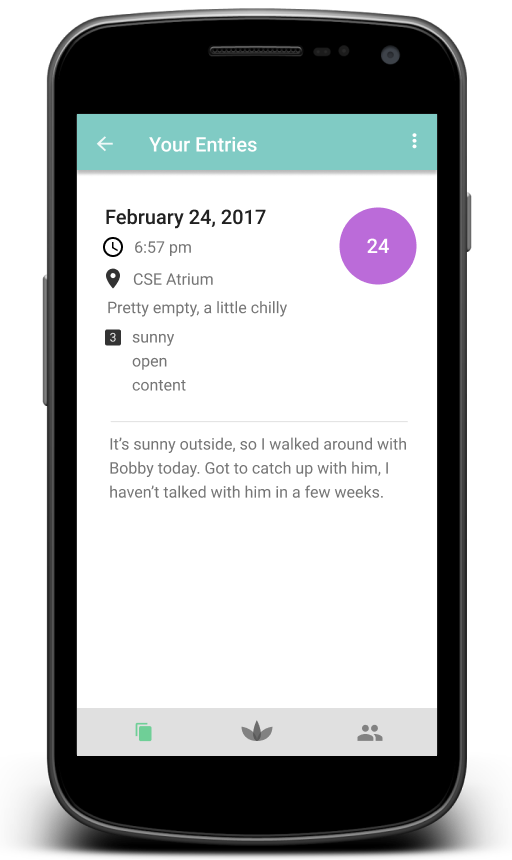 Your Entries
February 24, 2017
24
6:57 pm
CSE Atrium
Pretty empty, a little chilly
3 sunny
open
content
It’s sunny outside, so I walked around with
Bobby today. Got to catch up with him, I
haven’t talked with him in a few weeks.